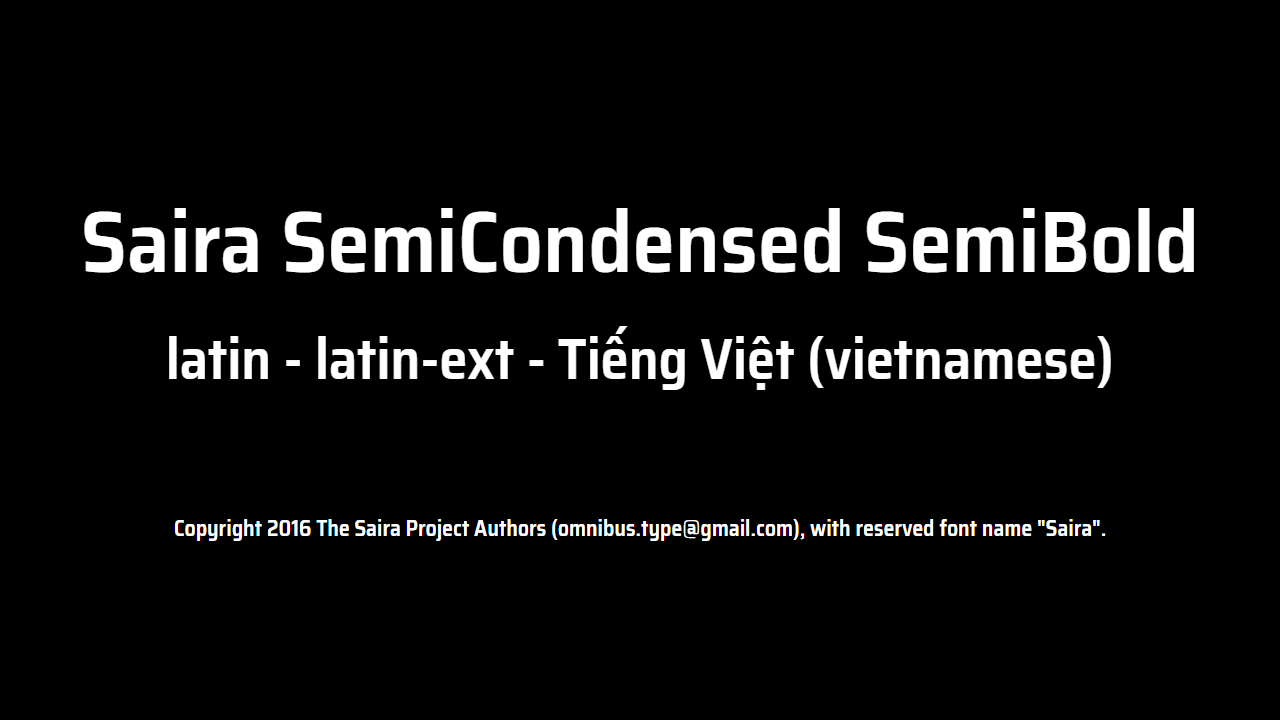 Saira SemiCondensed SemiBold
latin - latin-ext - Tiếng Việt (vietnamese)
Copyright 2016 The Saira Project Authors (omnibus.type@gmail.com), with reserved font name "Saira".